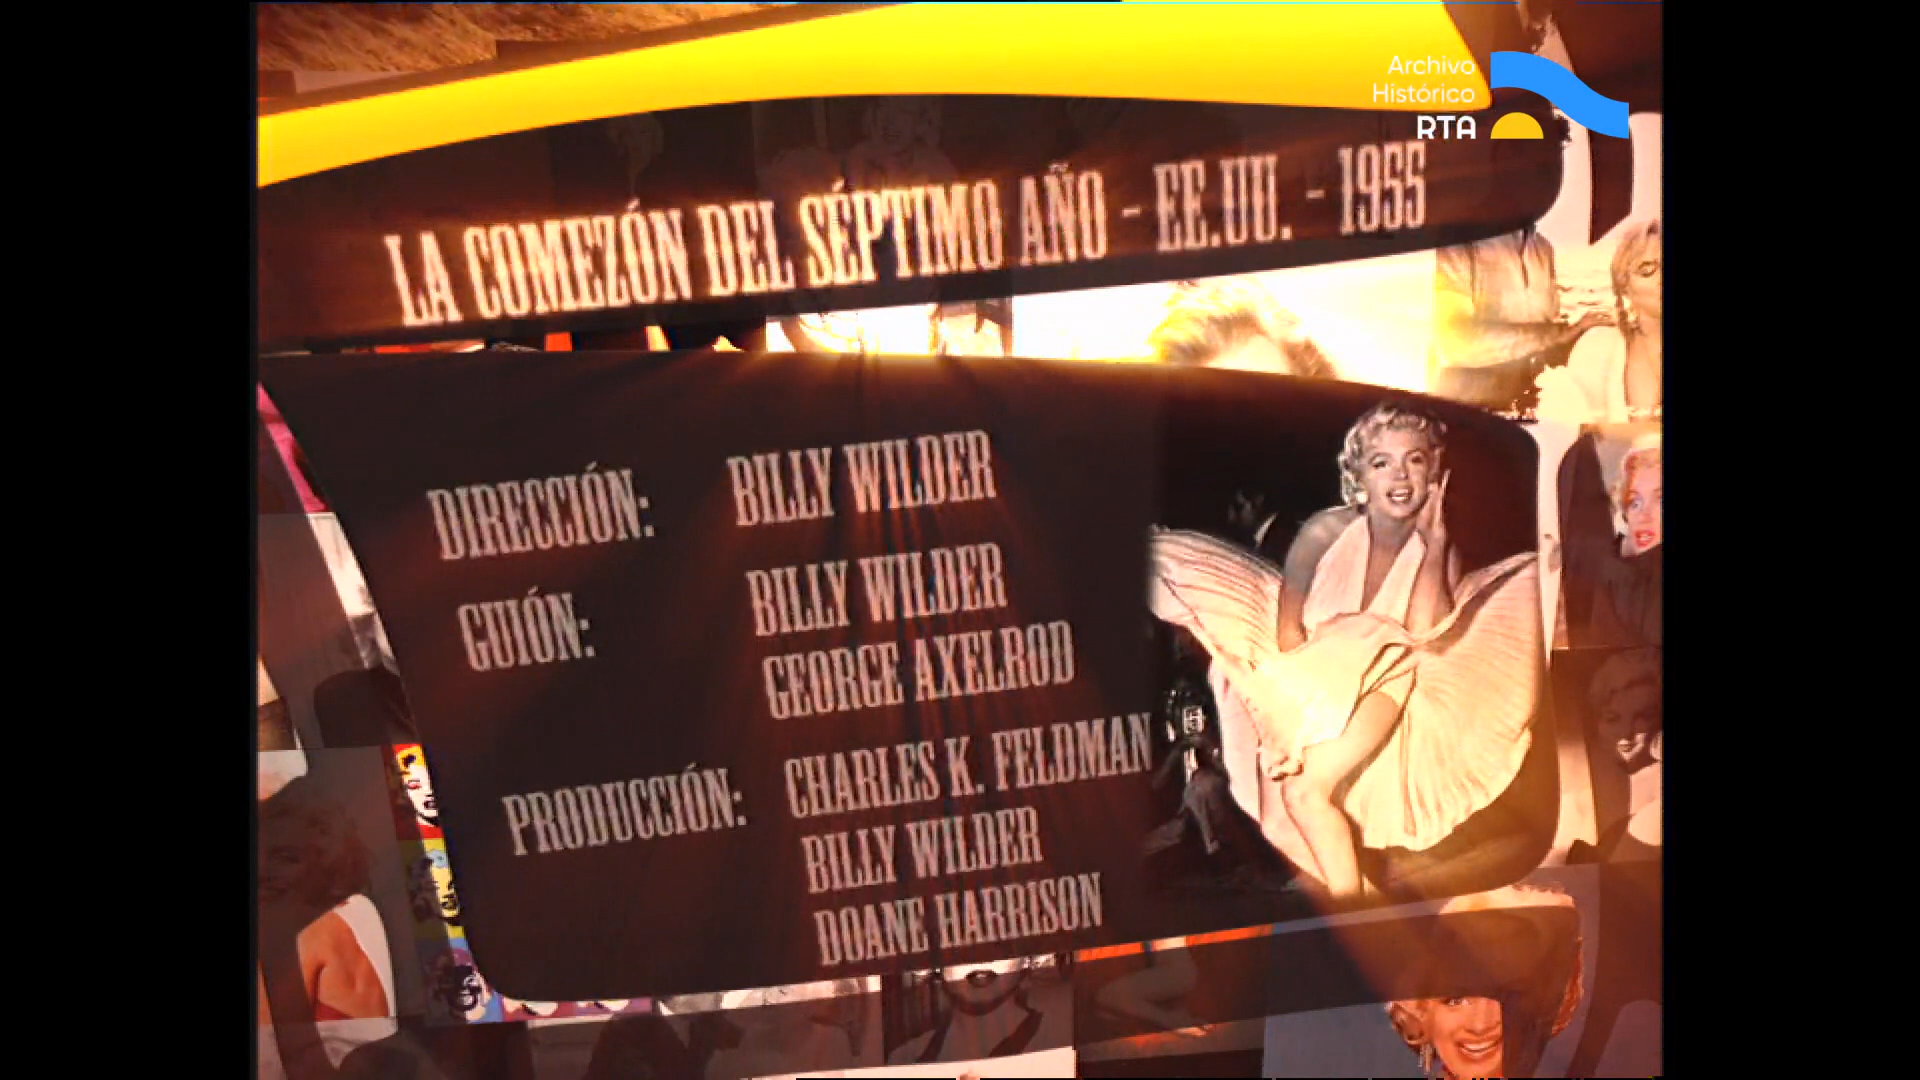 Archivo
Histórico
RTA
LA COMEZÓN DEL SÉPTIMO AÑO - EE.UU. - 1955
DIRECCIÓN: BILLY WILDER
GUIÓN: BILLY WILDER
GEORGE AXELROD
PRODUCCIÓN: CHARLES K. FELDMAN
BILLY WILDER
DOANE HARRISON